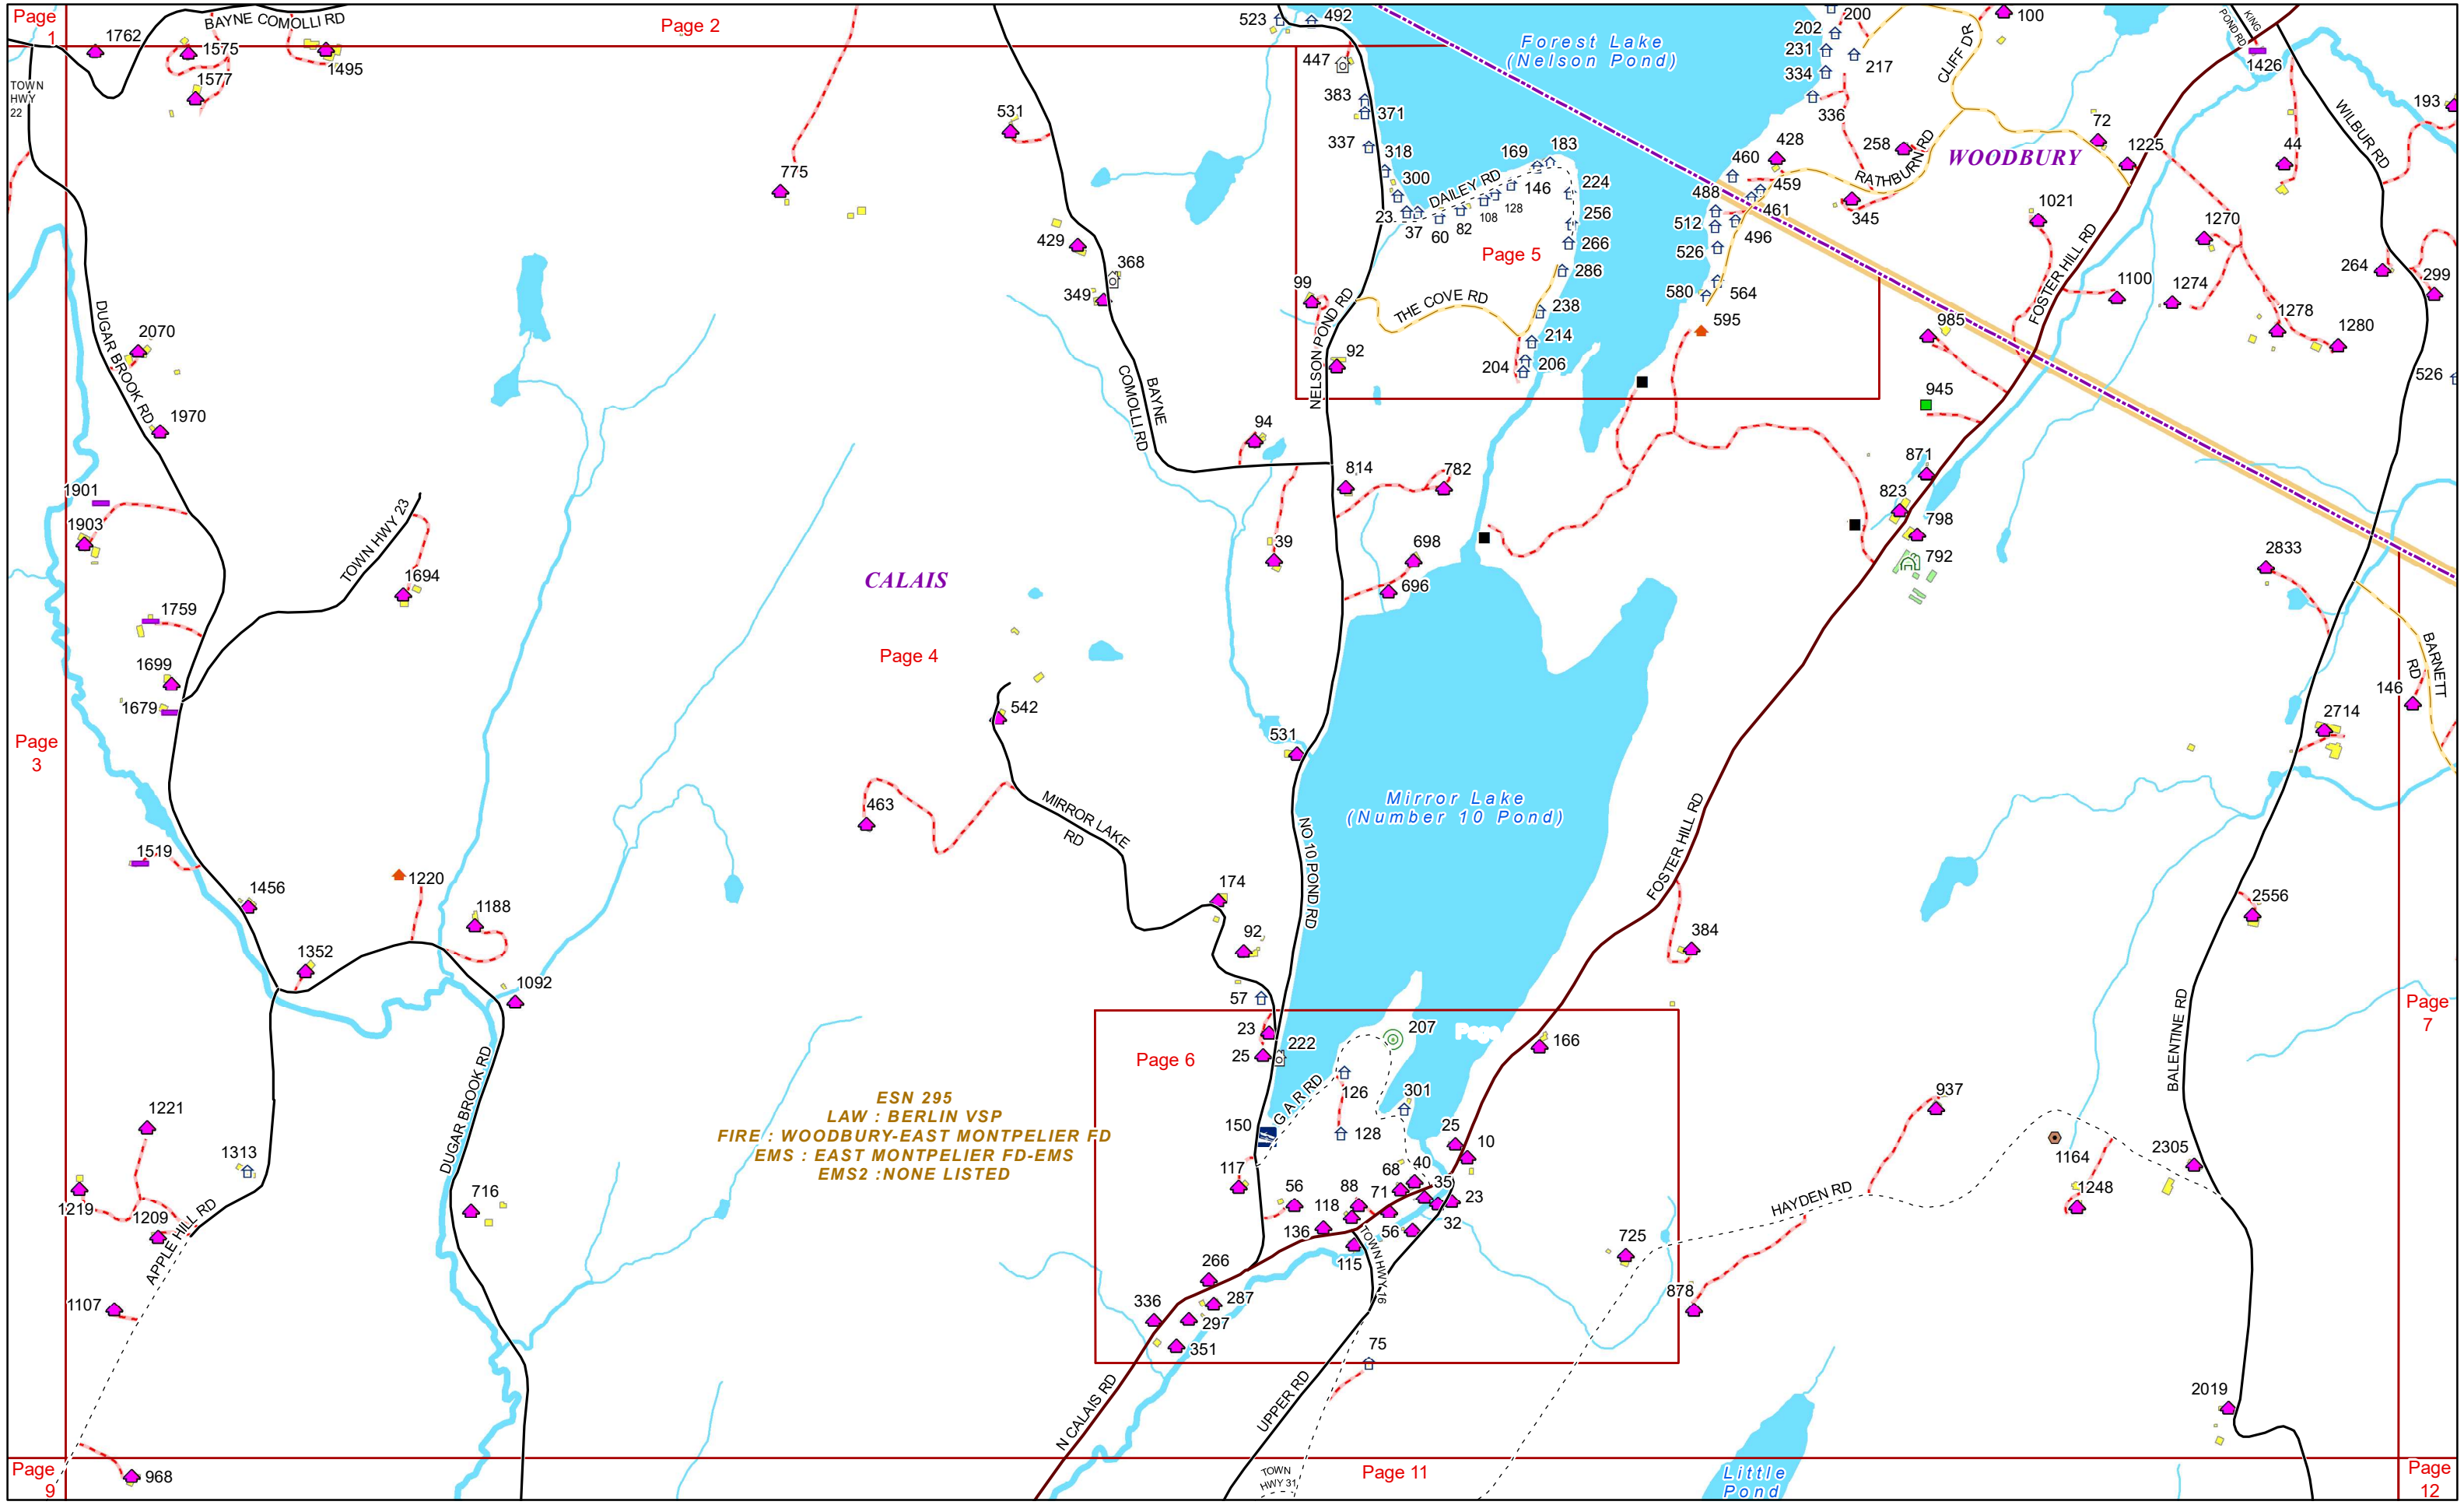 Page
1
BAYNE COMOLLI RD
Page 2
523
492
200
202
100
KING
POND RD
1762
1575
1577
1495
447
Forest Lake
(Nelson Pond)
231
217
334
336
CLIFF DR
1426
TOWN
HWY
22
531
775
383
371
337
318
300
169
183
146
224
DAILEY RD
23
37
60
82
108
128
256
266
Page 5
286
428
460
258
RATHBURN RD
WOODBURY
72
1225
44
WILBUR RD
193
488
459
461
345
512
496
526
580
564
595
1021
1270
264
299
1100
1274
FOSTER HILL RD
1278
1280
429
368
349
99
THE COVE RD
238
214
204
206
NELSON POND RD
92
985
945
526
DUGAR BROOK RD
2070
1970
BAYNE
COMOLLI RD
94
814
782
871
823
798
792
1901
1903
TOWN HWY 23
1694
39
698
696
2833
CALAIS
1759
1699
1679
Page 4
BARNETT
RD
146
Page
3
542
531
2714
463
MIRROR LAKE
RD
Mirror Lake
(Number 10 Pond)
NO 10 POND RD
FOSTER HILL RD
1519
1456
1220
1188
174
92
384
2556
1352
1092
57
Page
7
BALENTINE RD
Page 6
23
25
222
207
Page
166
DUGAR BROOK RD
ESN 295
LAW : BERLIN VSP
FIRE : WOODBURY-EAST MONTPELIER FD
EMS : EAST MONTPELIER FD-EMS
EMS2 :NONE LISTED
G A R RD
126
301
150
128
25
10
937
1164
2305
1221
1313
117
68
40
35
23
32
56
88
71
118
136
56
115
TOWN HWY 16
HAYDEN RD
1248
1219
1209
APPLE HILL RD
716
725
266
878
1107
287
336
297
351
75
N CALAIS RD
UPPER RD
2019
Page
9
968
TOWN
HWY 31
Page 11
Little
Pond
Page
12